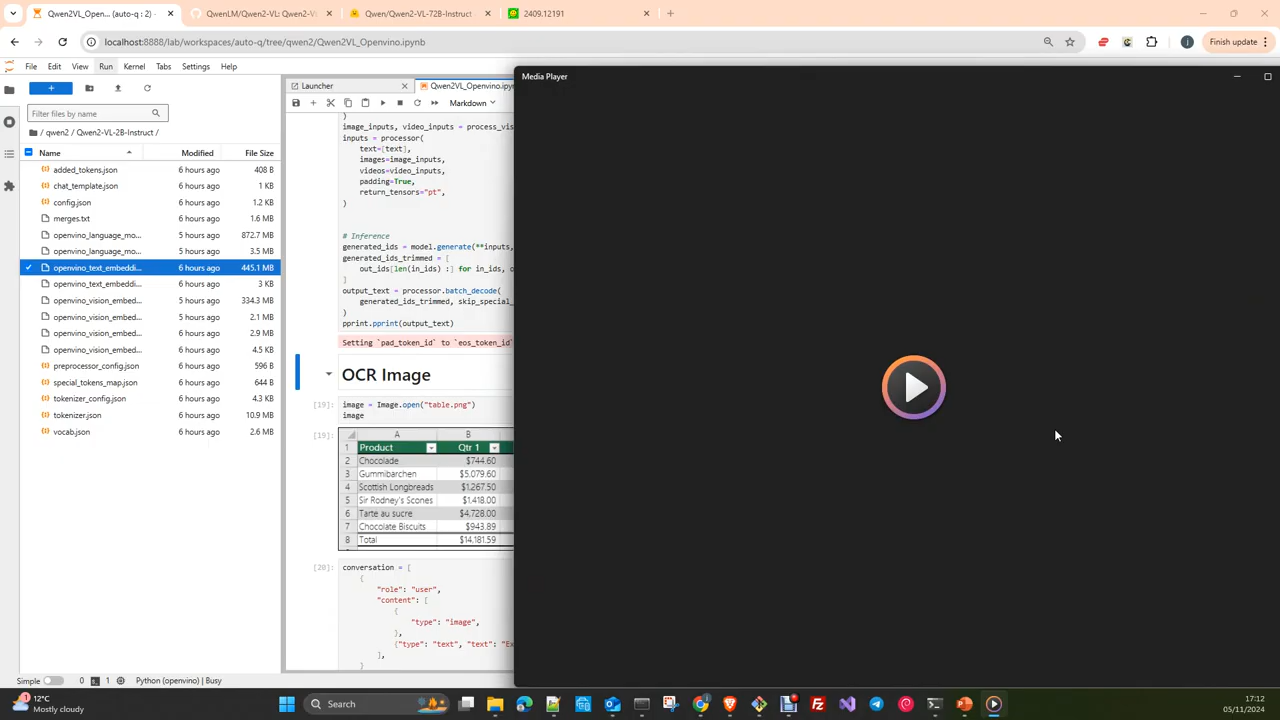 Qwen2VL_Open... (auto-q : 2)
QwenLM/Qwen2-VL: Qwen2-VL
Qwen/Qwen2-VL-72B-Instruct
2409.12191
localhost:8888/lab/workspaces/auto-q/tree/qwen2/Qwen2VL_Openvino.ipynb
Finish update
File Edit View Run Kernel Tabs Settings Help
Media Player
Launcher
Qwen2VL_Openvino.ipyn
Markdown
Filter files by name
/ qwen2 / Qwen2-VL-2B-Instruct /
Name Modified File Size
added_tokens.json 6 hours ago 408 B
chat_template.json 6 hours ago 1 KB
config.json 6 hours ago 1.2 KB
merges.txt 6 hours ago 1.6 MB
openvino_language_mo... 5 hours ago 872.7 MB
openvino_language_mo... 5 hours ago 3.5 MB
openvino_text_embeddi... 6 hours ago 445.1 MB
openvino_text_embeddi... 6 hours ago 3 KB
openvino_vision_embed... 5 hours ago 334.3 MB
openvino_vision_embed... 5 hours ago 2.1 MB
openvino_vision_embed... 6 hours ago 2.9 MB
openvino_vision_embed... 6 hours ago 4.5 KB
preprocessor_config.json 6 hours ago 596 B
special_tokens_map.json 6 hours ago 644 B
tokenizer_config.json 6 hours ago 4.3 KB
tokenizer.json 6 hours ago 10.9 MB
vocab.json 6 hours ago 2.6 MB
)
image_inputs, video_inputs = process_vis
inputs = processor(
text=[text],
images=image_inputs,
videos=video_inputs,
padding=True,
return_tensors="pt",
)
# Inference
generated_ids = model.generate(**inputs,
generated_ids_trimmed = [
out_ids[len(in_ids) :] for in_ids, o
]
output_text = processor.batch_decode(
generated_ids_trimmed, skip_special_
)
pprint.pprint(output_text)
Setting `pad_token_id` to `eos_token_id`
OCR Image
[19]: image = Image.open("table.png")
image
[19]:
A B
1 Product Qtr 1
2 Chocolade $744.60
3 Gummibarchen $5,079.60
4 Scottish Longbreads $1,267.50
5 Sir Rodney's Scones $1,418.00
6 Tarte au sucre $4,728.00
7 Chocolate Biscuits $943.89
8 Total $14,181.59
[20]: conversation = [
{
"role": "user",
"content": [
{
"type": "image",
},
{"type": "text", "text": "Ex
],
}
Simple 0 1 Python (openvino) | Busy
12°C
Mostly cloudy
Search
17:12
05/11/2024